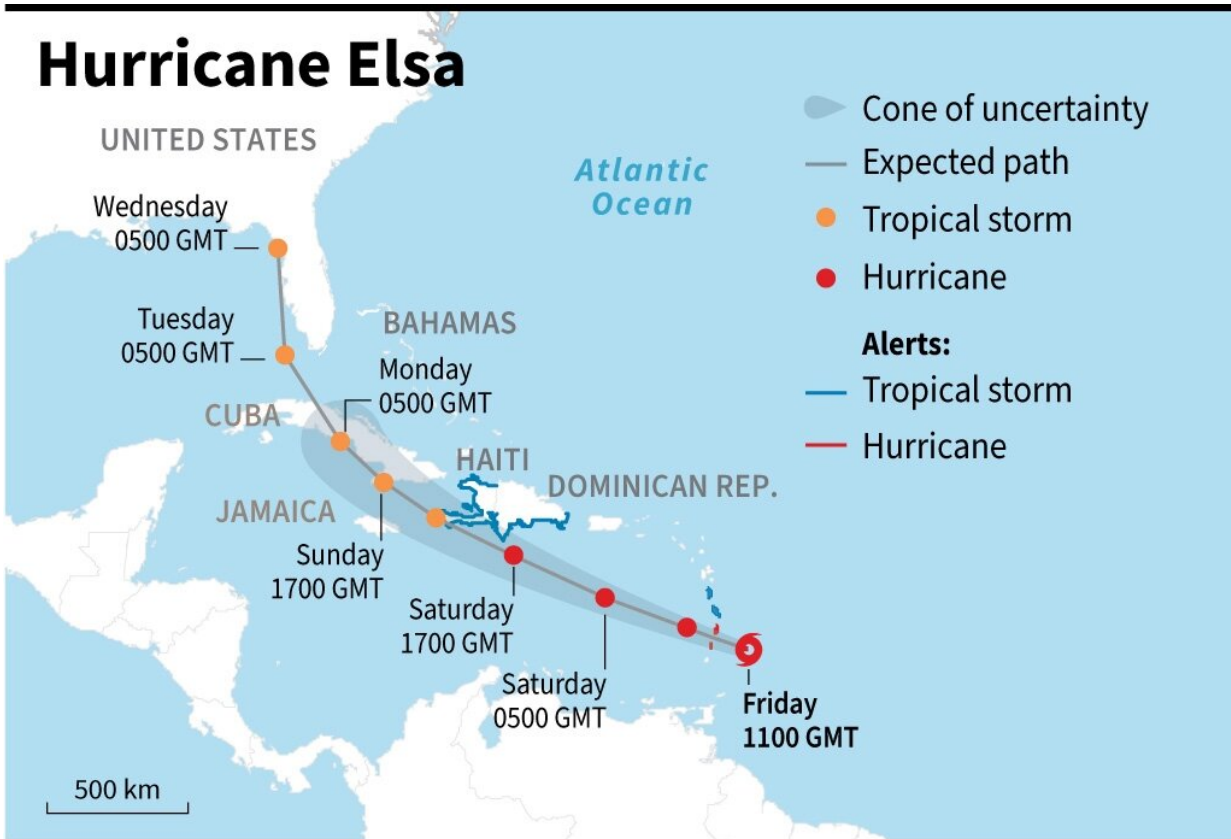 Hurricane Elsa
UNITED STATES
Atlantic
Ocean
Cone of uncertainty
Expected path
Tropical storm
Hurricane
Alerts:
Tropical storm
Hurricane
Wednesday
0500 GMT
Tuesday
0500 GMT
BAHAMAS
Monday
0500 GMT
CUBA
HAITI
DOMINICAN REP.
JAMAICA
Sunday
1700 GMT
Saturday
1700 GMT
Saturday
0500 GMT
Friday
1100 GMT
500 km